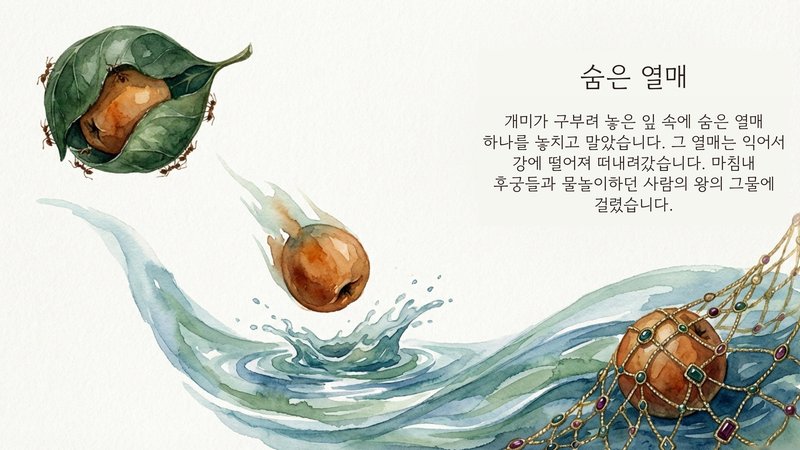 숨은 열매
개미가 구부려 놓은 잎 속에 숨은 열매
하나를 놓치고 말았습니다. 그 열매는 익어서
강에 떨어져 떠내려갔습니다. 마침내
후궁들과 물놀이하던 사람의 왕의 그물에
걸렸습니다.